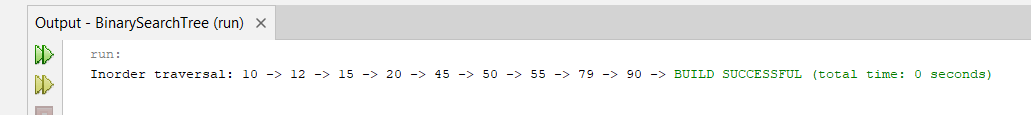 Output - BinarySearchTree (run) ×
run:
Inorder traversal: 10 -> 12 -> 15 -> 20 -> 45 -> 50 -> 55 -> 79 -> 90 -> BUILD SUCCESSFUL (total time: 0 seconds)